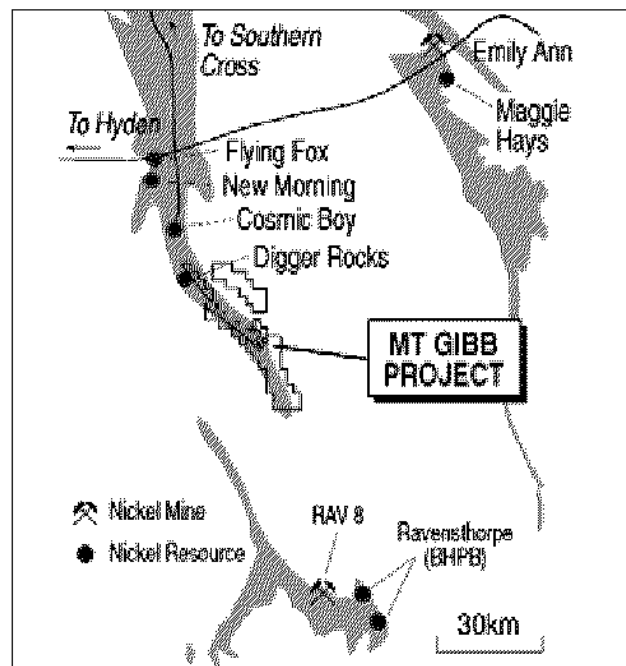 To Southern
Cross
Emily Ann
Maggie
Hays
To Hyden
Flying Fox
New Morning
Cosmic Boy
Digger Rocks
MT GIBB
PROJECT
Nickel Mine
Nickel Resource
RAV 8
Ravensthorpe
(BHPB)
30km